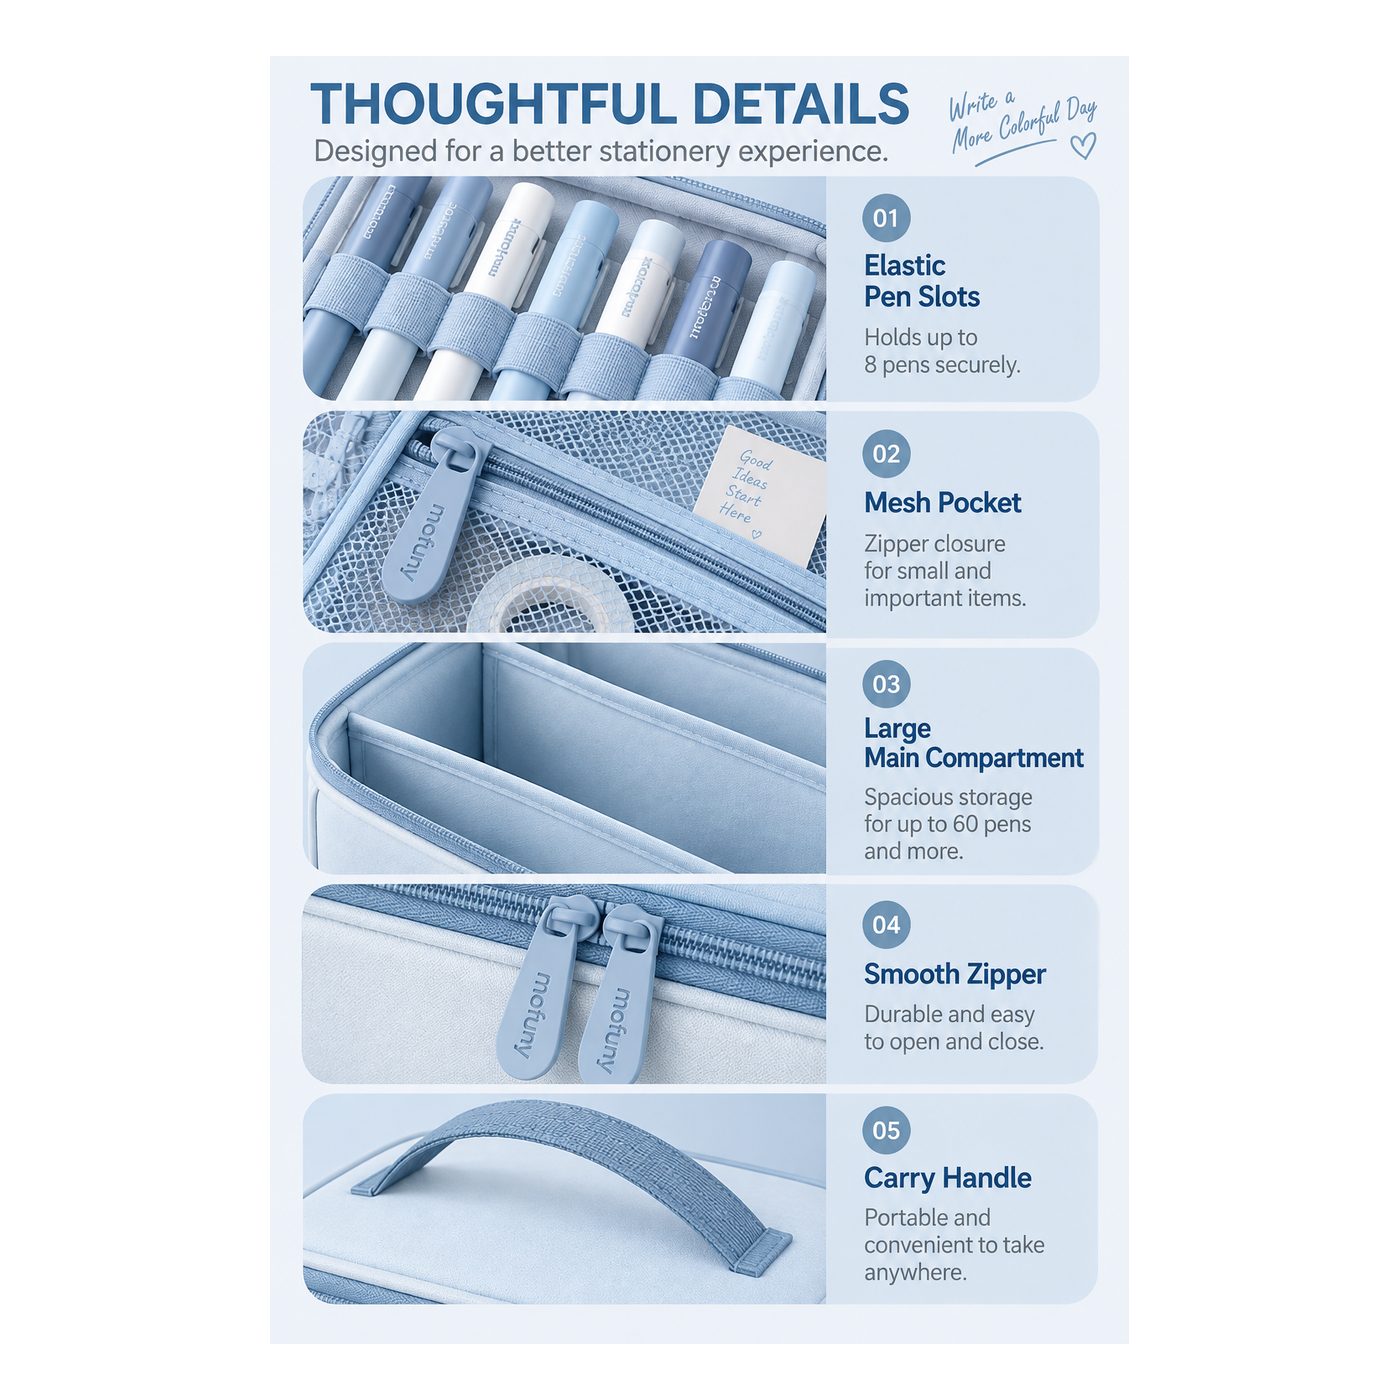 THOUGHTFUL DETAILS
Designed for a better stationery experience.
Write a
More Colorful Day
01
Elastic
Pen Slots
Holds up to
8 pens securely.
mofuny
Good
Ideas
Start
Here
02
Mesh Pocket
Zipper closure
for small and
important items.
03
Large
Main Compartment
Spacious storage
for up to 60 pens
and more.
mofuny
mofuny
04
Smooth Zipper
Durable and easy
to open and close.
05
Carry Handle
Portable and
convenient to take
anywhere.